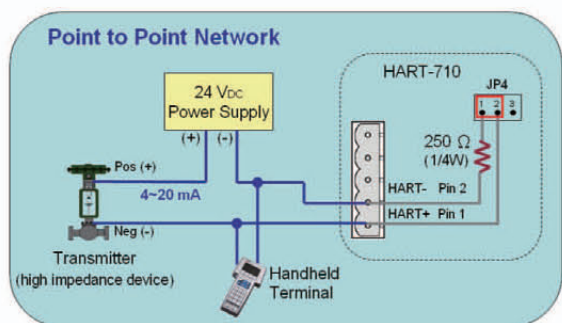 Point to Point Network
24 VDC
Power Supply
(+) (-)
HART-710
JP4
1 2 3
250 Ω
(1/4W)
Pos (+)
4~20 mA
HART- Pin 2
HART+ Pin 1
Neg (-)
Transmitter
(high impedance device)
Handheld
Terminal